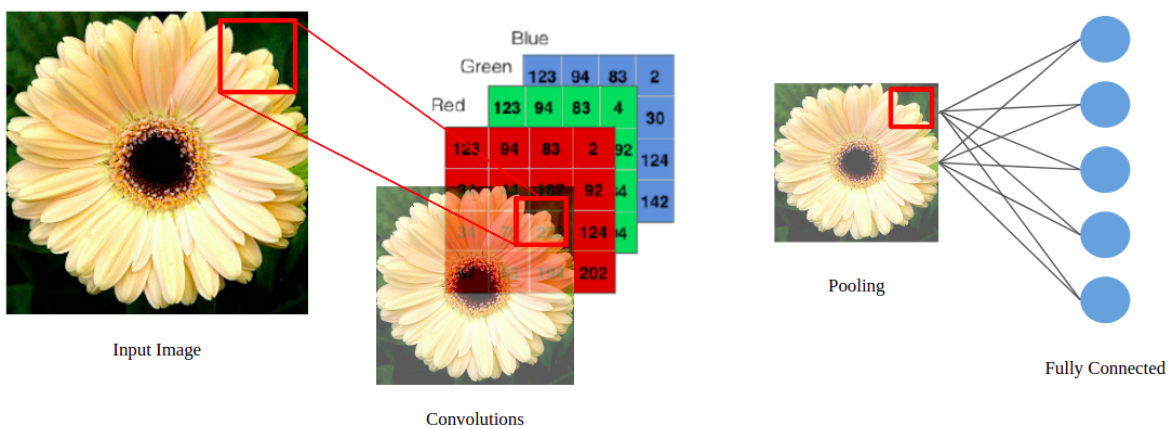 Blue
Green
Red
123 94 83 2
30
124
142
123 94 83 4
92
123 94 83 2
92
124
202
Input Image
Convolutions
Pooling
Fully Connected